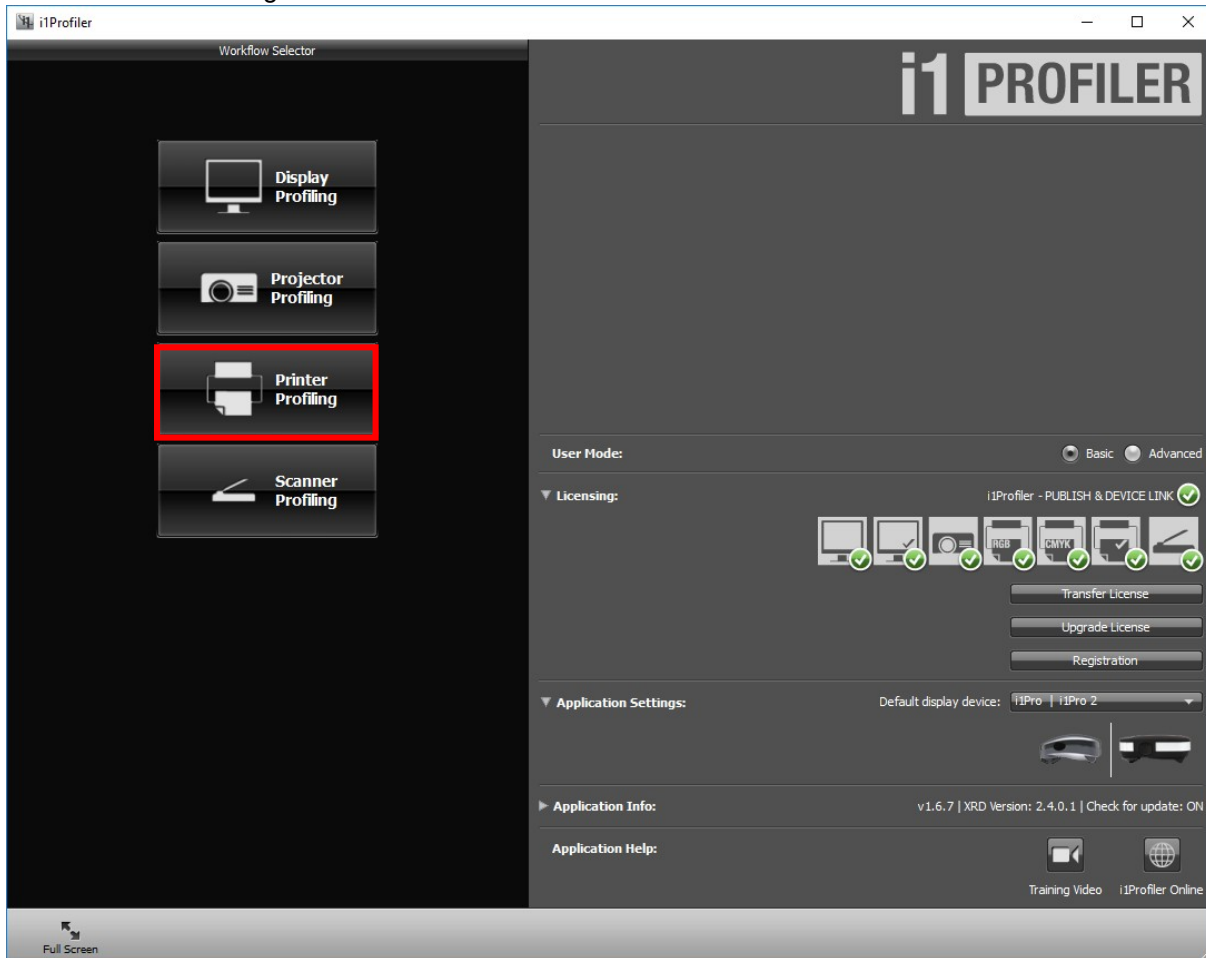 i1Profiler
Workflow Selector
i1 PROFILER
Display
Profiling
Projector
Profiling
Printer
Profiling
Scanner
Profiling
User Mode:
Basic
Advanced
Licensing:
i1Profiler - PUBLISH & DEVICE LINK
RGB
CMYK
Transfer License
Upgrade License
Registration
Application Settings:
Default display device:
i1Pro | i1Pro 2
Application Info:
v1.6.7 | XRD Version: 2.4.0.1 | Check for update: ON
Application Help:
Training Video
i1Profiler Online
Full Screen